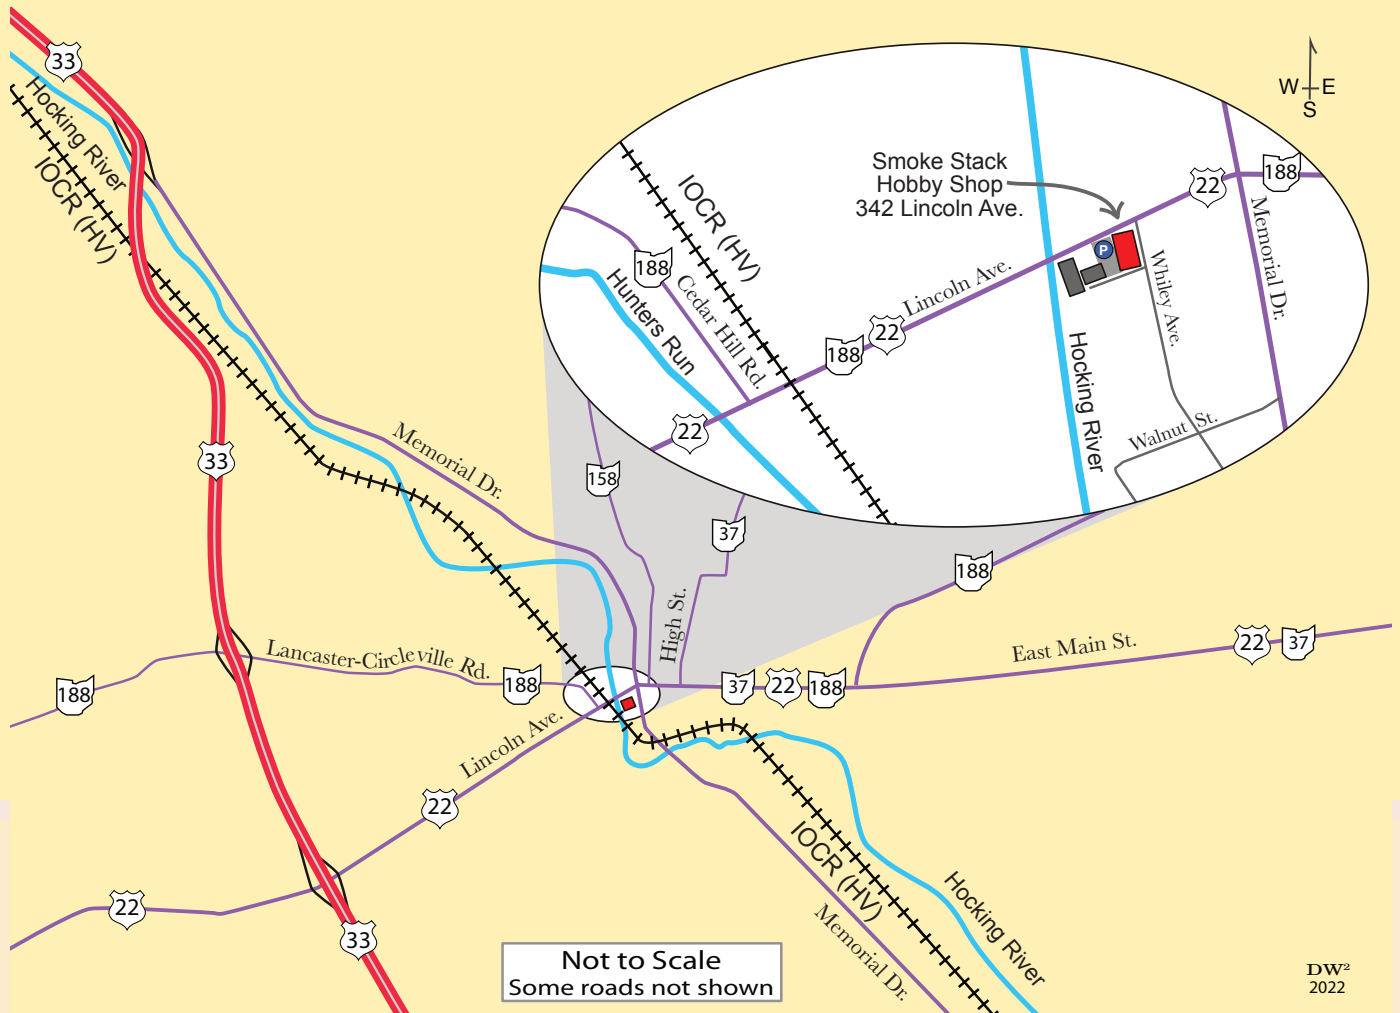 33
Hocking River
IOCR (HV)
W E
S
Smoke Stack
Hobby Shop
342 Lincoln Ave.
22
188
Memorial Dr.
IOCR (HV)
188
Cedar Hill Rd.
Hunters Run
Lincoln Ave.
22
188
22
P
Whiley Ave.
Hocking River
Walnut St.
33
Memorial Dr.
158
37
188
High St.
Lancaster-Circleville Rd.
188
188
37
22
188
East Main St.
22
37
Lincoln Ave.
22
22
33
IOCR (HV)
Memorial Dr.
Hocking River
Not to Scale
Some roads not shown
DW²
2022